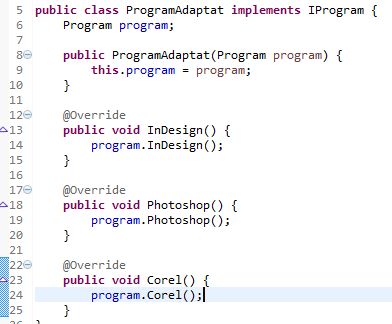 5 public class ProgramAdaptat implements IProgram {
6 Program program;
7
8 public ProgramAdaptat(Program program) {
9 this.program = program;
10 }
11
12 @Override
13 public void InDesign() {
14 program.InDesign();
15 }
16
17 @Override
18 public void Photoshop() {
19 program.Photoshop();
20 }
21
22 @Override
23 public void Corel() {
24 program.Corel();
25 }